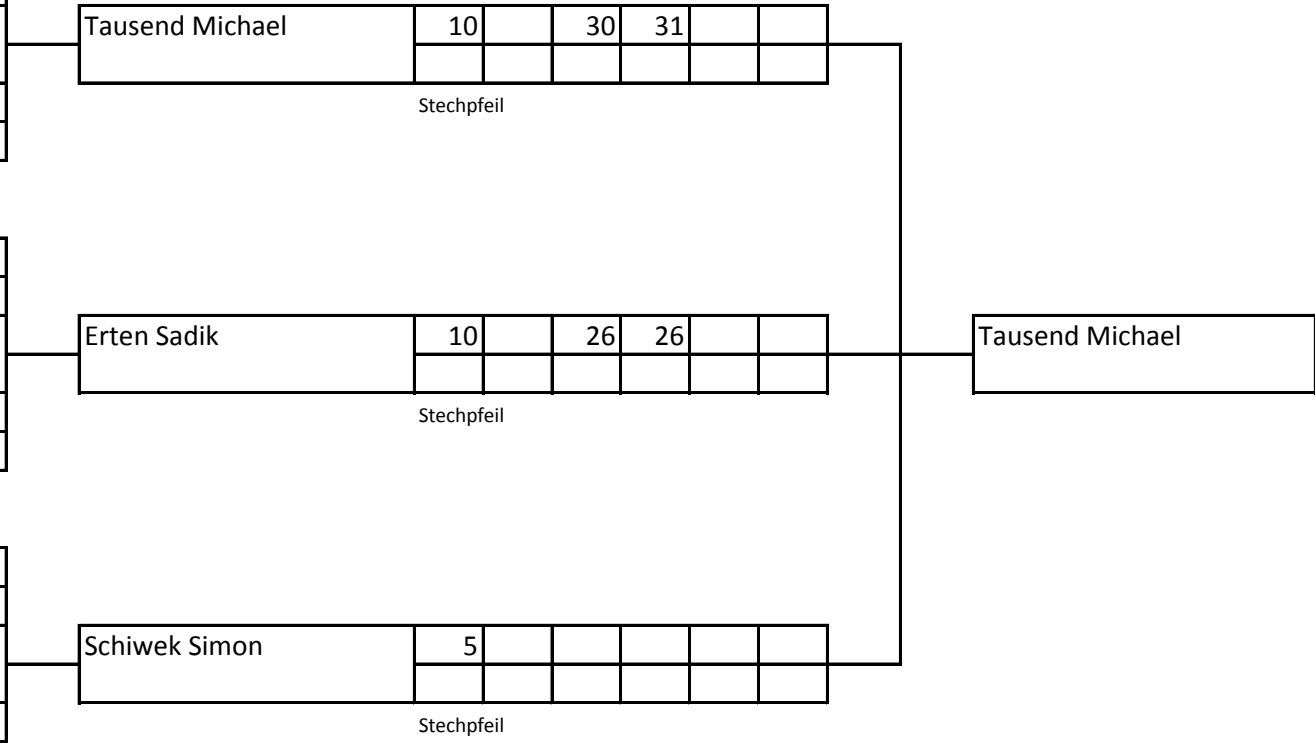 Tausend Michael 10 30 31
Stechpfeil
Erten Sadik 10 26 26 Tausend Michael
Stechpfeil
Schiwek Simon 5
Stechpfeil